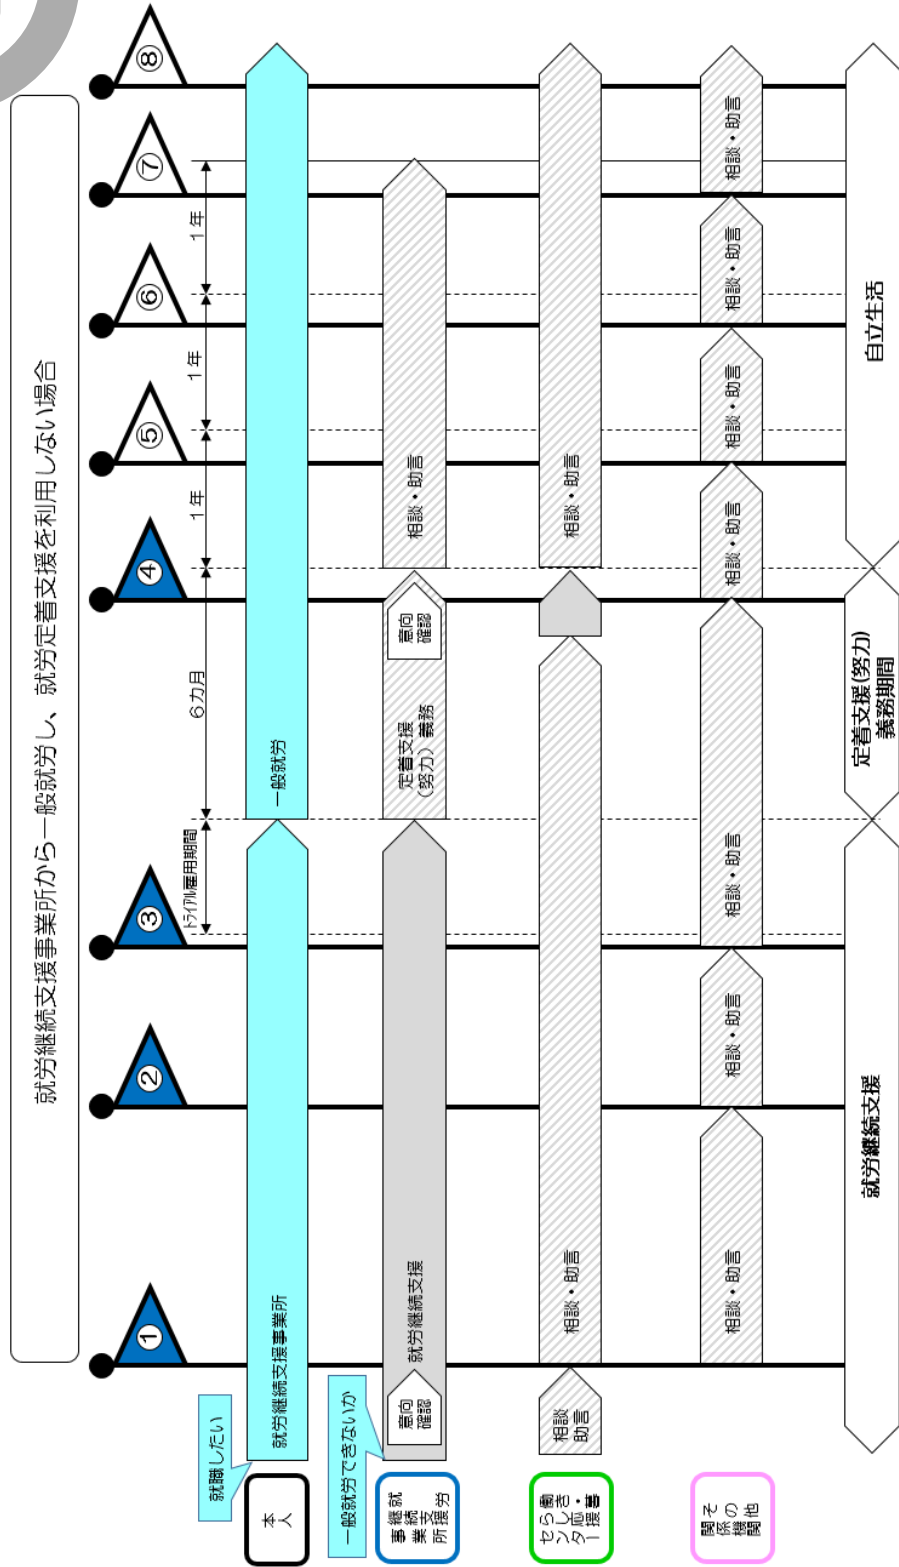 就労継続支援事業所から一般就労し、就労定着支援を利用しない場合
①
②
③
④
⑤
⑥
⑦
⑧
トライアル雇用期間
6カ月
1年
1年
1年
就職したい
本人
就労継続支援事業所
一般就労
一般就労できないか
就労継続支援事業所
意向
確認
就労継続支援
定着支援
(努力)義務
意向
確認
相談・助言
働き・暮らし応援センター
相談
助言
相談・助言
相談・助言
その他関係機関
相談・助言
相談・助言
相談・助言
相談・助言
相談・助言
相談・助言
相談・助言
就労継続支援
定着支援(努力)
義務期間
自立生活